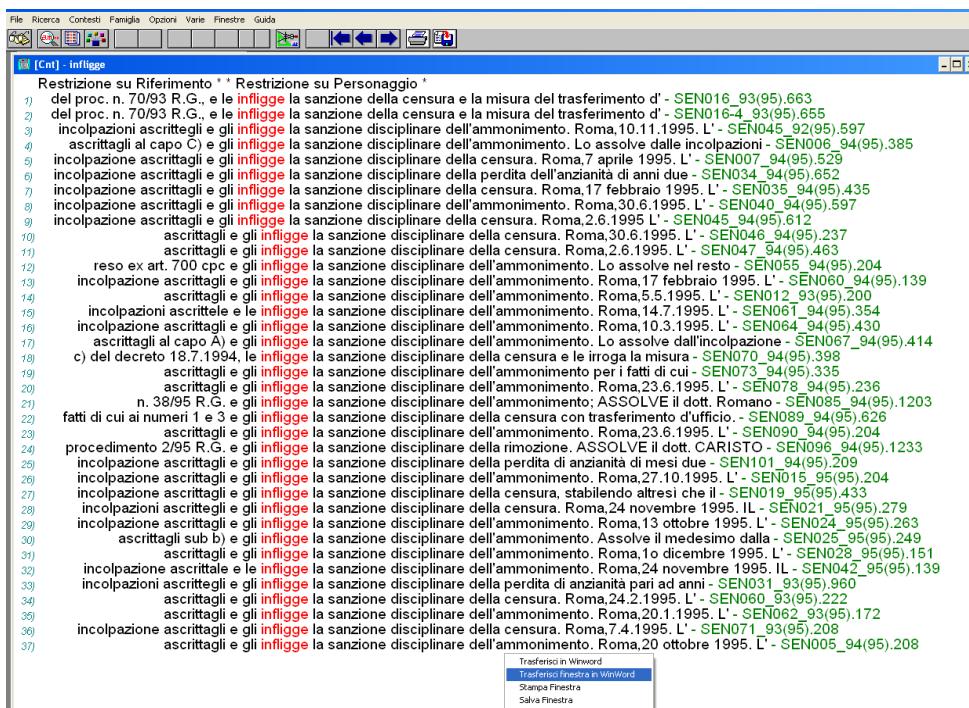 File Ricerca Contesti Famiglia Opzioni Varie Finestre Guida
[Cnt] - infligge
Restrizione su Riferimento * * Restrizione su Personaggio *
1) del proc. n. 70/93 R.G., e le infligge la sanzione della censura e la misura del trasferimento d' - SEN016_93(95).663
2) del proc. n. 70/93 R.G., e le infligge la sanzione della censura e la misura del trasferimento d' - SEN016-4_93(95).655
3) incolpazioni ascrittegli e gli infligge la sanzione disciplinare dell'ammonimento. Roma,10.11.1995. L' - SEN045_92(95).597
4) ascrittagli al capo C) e gli infligge la sanzione disciplinare dell'ammonimento. Lo assolve dalle incolpazioni - SEN006_94(95).385
5) incolpazione ascrittagli e gli infligge la sanzione disciplinare della censura. Roma,7 aprile 1995. L' - SEN007_94(95).529
6) incolpazione ascrittagli e gli infligge la sanzione disciplinare della perdita dell'anzianità di anni due - SEN034_94(95).652
7) incolpazione ascrittagli e gli infligge la sanzione disciplinare della censura. Roma,17 febbraio 1995. L' - SEN035_94(95).435
8) incolpazione ascrittagli e gli infligge la sanzione disciplinare dell'ammonimento. Roma,30.6.1995. L' - SEN040_94(95).597
9) incolpazione ascrittagli e gli infligge la sanzione disciplinare della censura. Roma,2.6.1995 L' - SEN045_94(95).612
10) ascrittagli e gli infligge la sanzione disciplinare della censura. Roma,30.6.1995. L' - SEN046_94(95).237
11) ascrittagli e gli infligge la sanzione disciplinare della censura. Roma,2.6.1995. L' - SEN047_94(95).463
12) reso ex art. 700 cpc e gli infligge la sanzione disciplinare dell'ammonimento. Lo assolve nel resto - SEN055_94(95).204
13) incolpazione ascrittagli e gli infligge la sanzione disciplinare dell'ammonimento. Roma,17 febbraio 1995. L' - SEN060_94(95).139
14) ascrittagli e gli infligge la sanzione disciplinare dell'ammonimento. Roma,5.5.1995. L' - SEN012_93(95).200
15) incolpazioni ascrittele e le infligge la sanzione disciplinare dell'ammonimento. Roma,14.7.1995. L' - SEN061_94(95).354
16) incolpazione ascrittagli e gli infligge la sanzione disciplinare dell'ammonimento. Roma,10.3.1995. L' - SEN064_94(95).430
17) ascrittagli al capo A) e gli infligge la sanzione disciplinare dell'ammonimento. Lo assolve dall'incolpazione - SEN067_94(95).414
18) c) del decreto 18.7.1994, le infligge la sanzione disciplinare della censura e le irroga la misura - SEN070_94(95).398
19) ascrittagli e gli infligge la sanzione disciplinare dell'ammonimento per i fatti di cui - SEN073_94(95).335
20) ascrittagli e gli infligge la sanzione disciplinare dell'ammonimento. Roma,23.6.1995. L' - SEN078_94(95).236
21) n. 38/95 R.G. e gli infligge la sanzione disciplinare dell'ammonimento; ASSOLVE il dott. Romano - SEN085_94(95).1203
22) fatti di cui ai numeri 1 e 3 e gli infligge la sanzione disciplinare della censura con trasferimento d'ufficio. - SEN089_94(95).626
23) ascrittagli e gli infligge la sanzione disciplinare dell'ammonimento. Roma,23.6.1995. L' - SEN090_94(95).204
24) procedimento 2/95 R.G. e gli infligge la sanzione disciplinare della rimozione. ASSOLVE il dott. CARISTO - SEN096_94(95).1233
25) incolpazione ascrittagli e gli infligge la sanzione disciplinare della perdita di anzianità di mesi due - SEN101_94(95).209
26) incolpazione ascrittagli e gli infligge la sanzione disciplinare dell'ammonimento. Roma,27.10.1995. L' - SEN015_95(95).204
27) incolpazione ascrittagli e gli infligge la sanzione disciplinare della censura, stabilendo altresì che il - SEN019_95(95).433
28) incolpazioni ascrittegli e gli infligge la sanzione disciplinare della censura. Roma,24 novembre 1995. IL - SEN021_95(95).279
29) incolpazione ascrittagli e gli infligge la sanzione disciplinare dell'ammonimento. Roma,13 ottobre 1995. L' - SEN024_95(95).263
30) ascrittagli sub b) e gli infligge la sanzione disciplinare dell'ammonimento. Assolve il medesimo dalla - SEN025_95(95).249
31) ascrittagli e gli infligge la sanzione disciplinare dell'ammonimento. Roma,1o dicembre 1995. L' - SEN028_95(95).151
32) incolpazione ascrittale e le infligge la sanzione disciplinare dell'ammonimento. Roma,24 novembre 1995. IL - SEN042_95(95).139
33) incolpazioni ascrittegli e gli infligge la sanzione disciplinare della perdita di anzianità pari ad anni - SEN031_93(95).960
34) ascrittagli e gli infligge la sanzione disciplinare della censura. Roma,24.2.1995. L' - SEN060_93(95).222
35) ascrittagli e gli infligge la sanzione disciplinare dell'ammonimento. Roma,20.1.1995. L' - SEN062_93(95).172
36) incolpazione ascrittagli e gli infligge la sanzione disciplinare della censura. Roma,7.4.1995. L' - SEN071_93(95).208
37) ascrittagli e gli infligge la sanzione disciplinare dell'ammonimento. Roma,20 ottobre 1995. L' - SEN005_94(95).208
Trasferisci in Winword
Trasferisci finestra in WinWord
Stampa Finestra
Salva Finestra